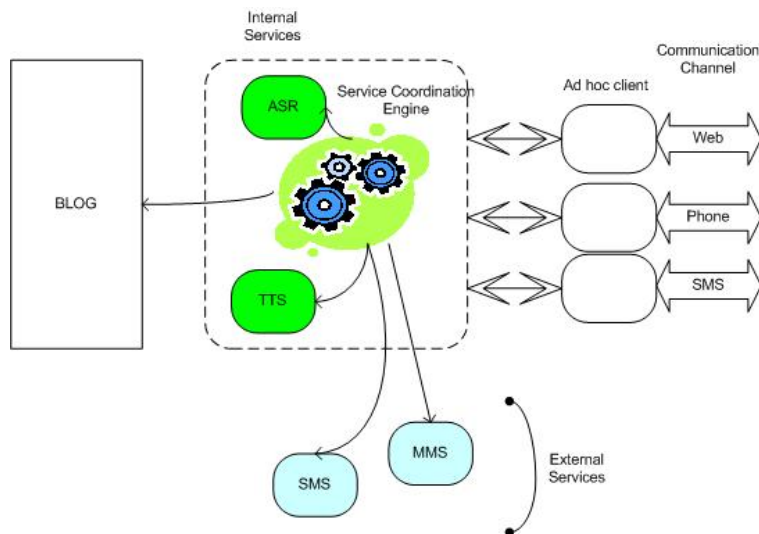 Internal
Services
Communication
Channel
Ad hoc client
Service Coordination
Engine
ASR
Web
BLOG
Phone
TTS
SMS
MMS
SMS
External
Services